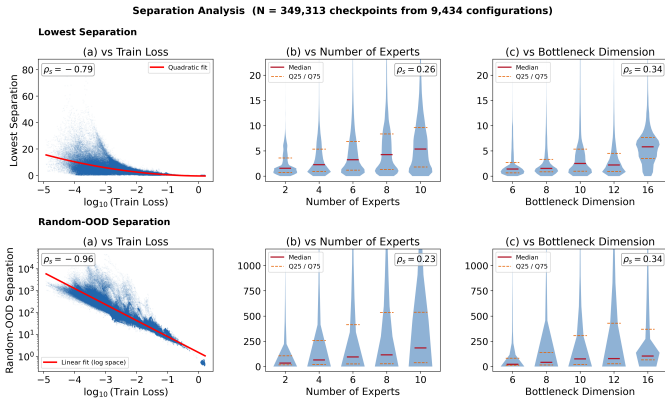 Separation Analysis  (N = 349,313 checkpoints from 9,434 configurations)
Lowest Separation
(a) vs Train Loss
(b) vs Number of Experts
(c) vs Bottleneck Dimension
ρs = −0.79
Quadratic fit
Median
Q25 / Q75
ρs = 0.26
Median
Q25 / Q75
ρs = 0.34
Lowest Separation
80
60
40
20
0
20
15
10
5
0
20
15
10
5
0
−5 −4 −3 −2 −1 0
2 4 6 8 10
6 8 10 12 16
log10(Train Loss)
Number of Experts
Bottleneck Dimension
Random-OOD Separation
(a) vs Train Loss
(b) vs Number of Experts
(c) vs Bottleneck Dimension
ρs = −0.96
Linear fit (log space)
Median
Q25 / Q75
ρs = 0.23
Median
Q25 / Q75
ρs = 0.34
Random-OOD Separation
10⁴
10³
10²
10¹
10⁰
1000
750
500
250
0
1000
750
500
250
0
−5 −4 −3 −2 −1 0
2 4 6 8 10
6 8 10 12 16
log10(Train Loss)
Number of Experts
Bottleneck Dimension